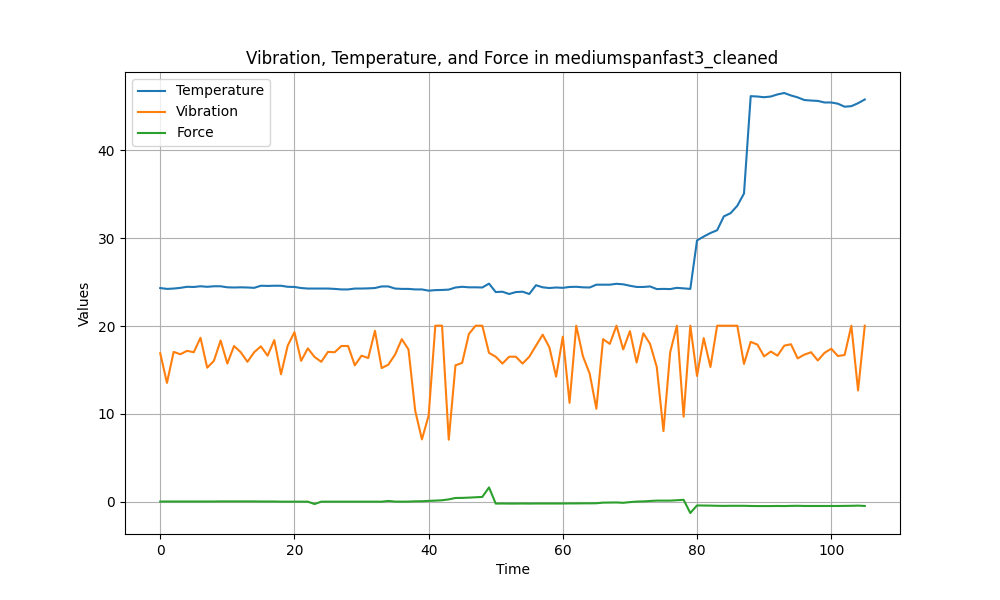 Vibration, Temperature, and Force in mediumspanfast3_cleaned
Temperature
Vibration
Force
Values
40
30
20
10
0
0 20 40 60 80 100
Time